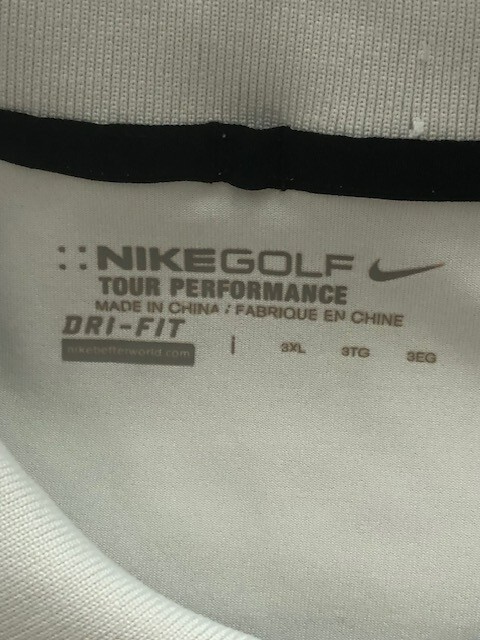 NIKEGOLF
TOUR PERFORMANCE
MADE IN CHINA / FABRIQUE EN CHINE
DRI-FIT
nikebetterworld.com
3XL 3TG 3EG